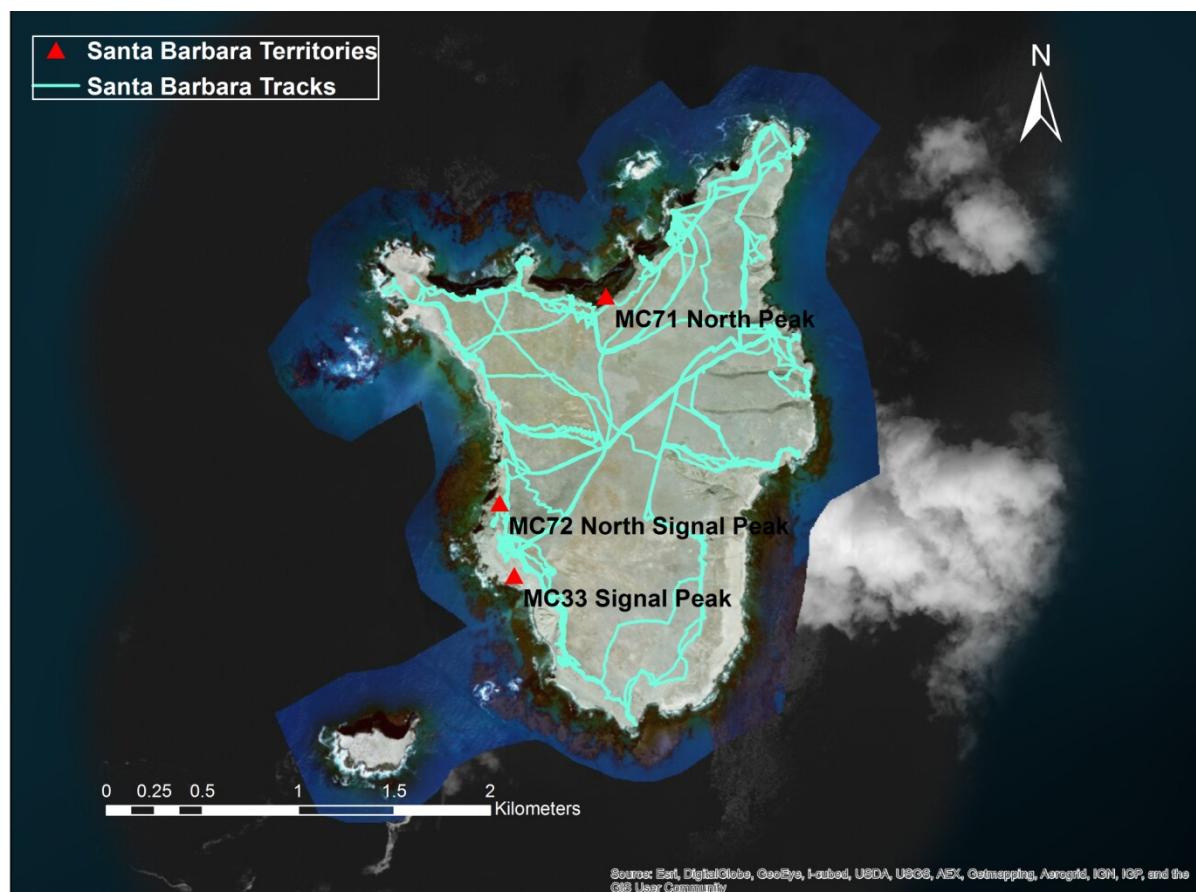 Santa Barbara Territories
Santa Barbara Tracks
N
MC71 North Peak
MC72 North Signal Peak
MC33 Signal Peak
0 0.25 0.5 1 1.5 2
Kilometers
Source: Esri, DigitalGlobe, GeoEye, i-cubed, USDA, USGS, AEX, Getmapping, Aerogrid, IGN, IGP, and the
GIS User Community